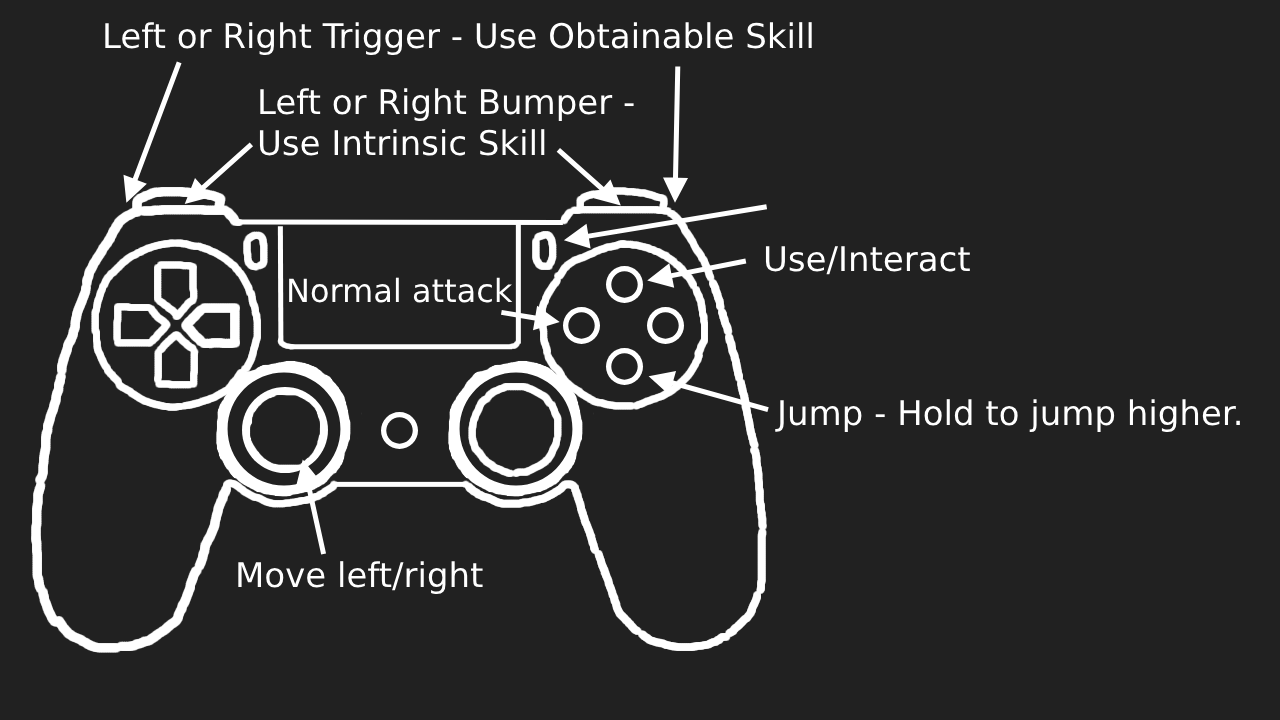 Left or Right Trigger - Use Obtainable Skill
Left or Right Bumper -
Use Intrinsic Skill
Use/Interact
Normal attack
Jump - Hold to jump higher.
Move left/right